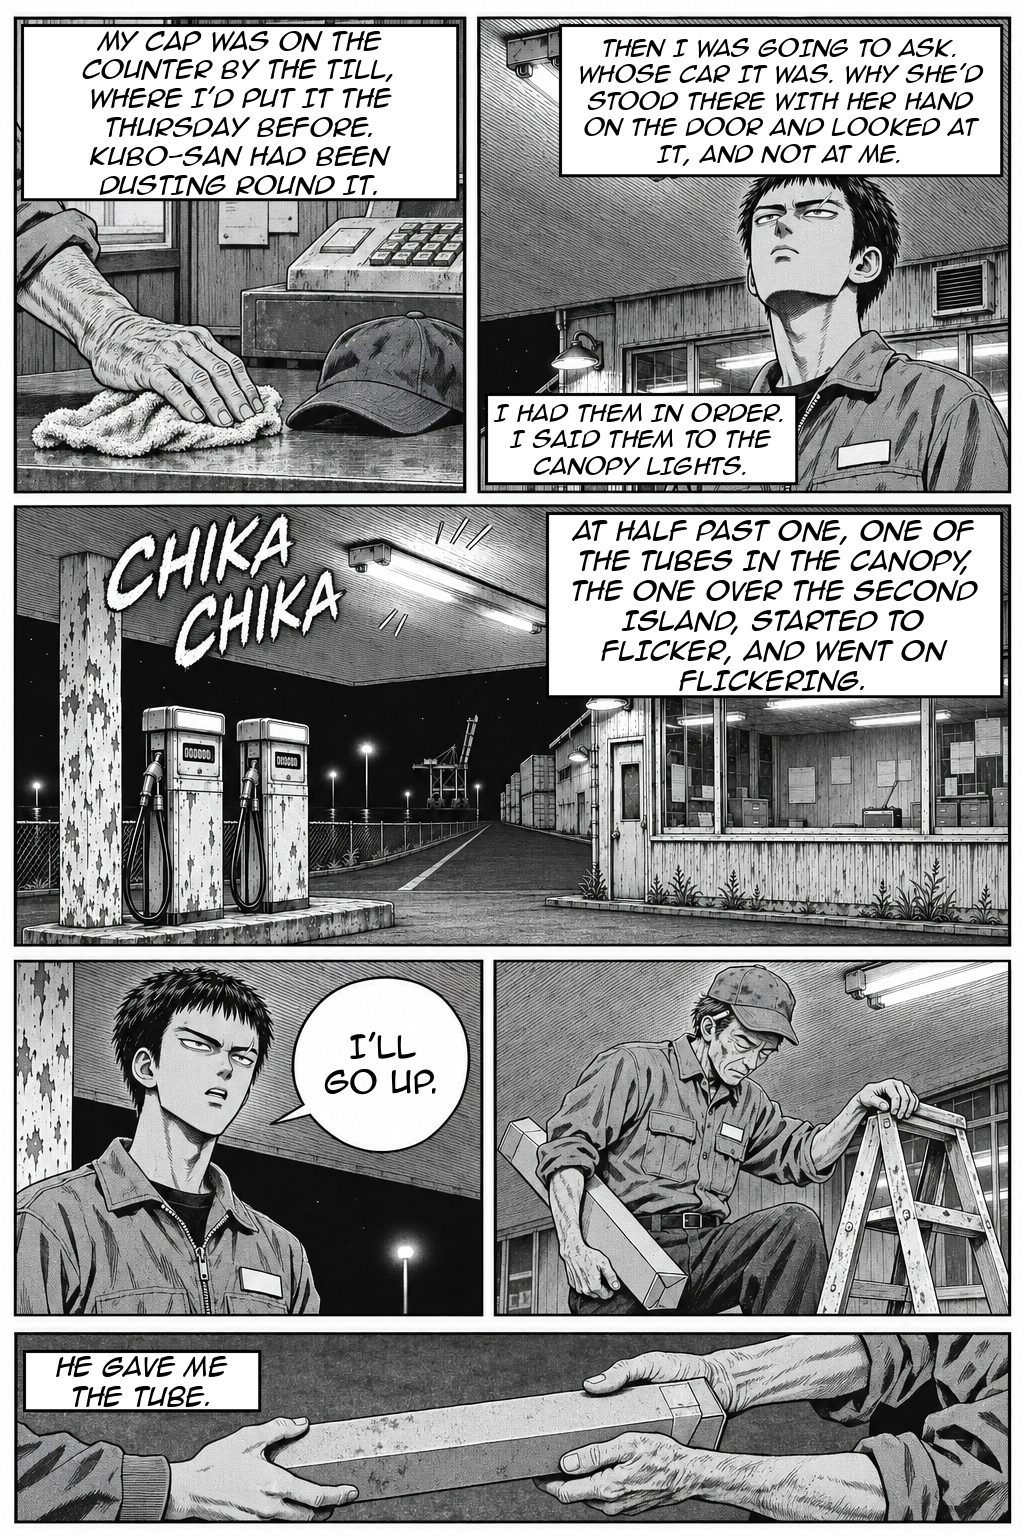 MY CAP WAS ON THE
COUNTER BY THE TILL,
WHERE I'D PUT IT THE
THURSDAY BEFORE.
KUBO-SAN HAD BEEN
DUSTING ROUND IT.
THEN I WAS GOING TO ASK.
WHOSE CAR IT WAS. WHY SHE'D
STOOD THERE WITH HER HAND
ON THE DOOR AND LOOKED AT
IT, AND NOT AT ME.
I HAD THEM IN ORDER.
I SAID THEM TO THE
CANOPY LIGHTS.
CHIKA
CHIKA
AT HALF PAST ONE, ONE OF
THE TUBES IN THE CANOPY,
THE ONE OVER THE SECOND
ISLAND, STARTED TO
FLICKER, AND WENT ON
FLICKERING.
I'LL
GO UP.
HE GAVE ME
THE TUBE.